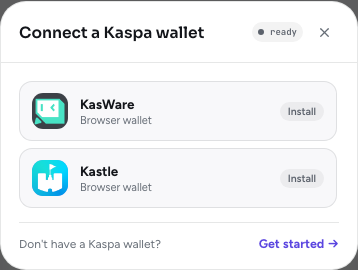 Connect a Kaspa wallet
ready
KasWare
Browser wallet
Install
Kastle
Browser wallet
Install
Don't have a Kaspa wallet?
Get started →